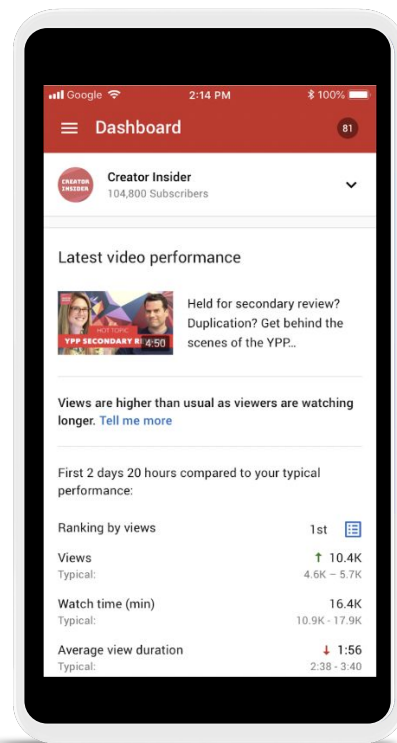 Google 2:14 PM 100%
Dashboard 81
CREATOR
INSIDER
Creator Insider
104,800 Subscribers
Latest video performance
HOT TOPIC
YPP SECONDARY 4:50
Held for secondary review?
Duplication? Get behind the
scenes of the YPP...
Views are higher than usual as viewers are watching
longer. Tell me more
First 2 days 20 hours compared to your typical
performance:
Ranking by views 1st
Views 10.4K
Typical: 4.6K – 5.7K
Watch time (min) 16.4K
Typical: 10.9K - 17.9K
Average view duration 1:56
Typical: 2:38 - 3:40